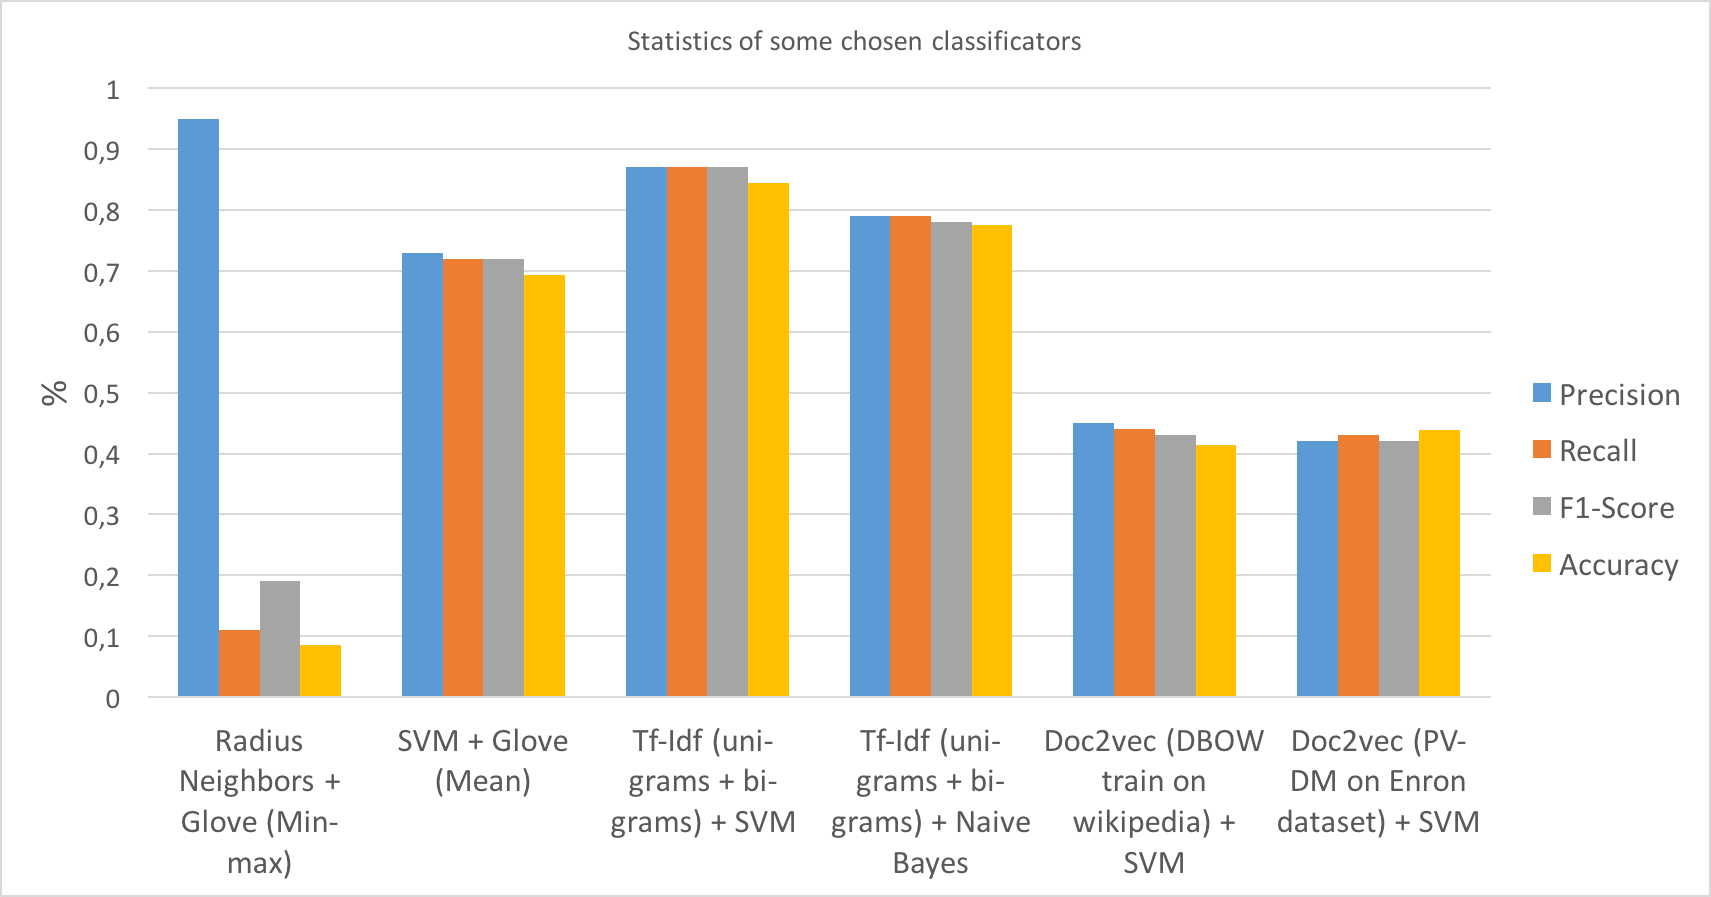 Statistics of some chosen classificators
1
0,9
0,8
0,7
0,6
0,5
0,4
0,3
0,2
0,1
0
%
Radius
Neighbors +
Glove (Min-
max)
SVM + Glove
(Mean)
Tf-Idf (uni-
grams + bi-
grams) + SVM
Tf-Idf (uni-
grams + bi-
grams) + Naive
Bayes
Doc2vec (DBOW
train on
wikipedia) +
SVM
Doc2vec (PV-
DM on Enron
dataset) + SVM
Precision
Recall
F1-Score
Accuracy